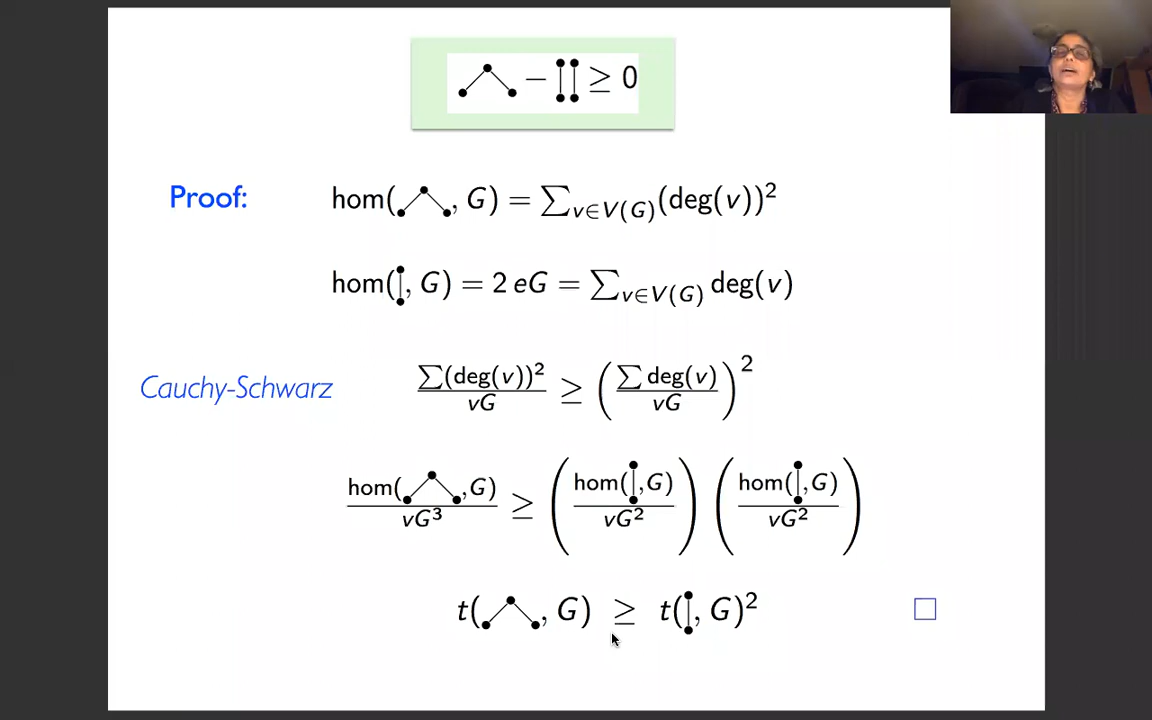 − ≥ 0
Proof: hom( , G) = ∑v∈V(G)(deg(v))²
hom( , G) = 2 eG = ∑v∈V(G) deg(v)
Cauchy-Schwarz ∑(deg(v))²/vG ≥ (∑ deg(v)/vG)²
hom( ,G)/vG³ ≥ (hom( ,G)/vG²) (hom( ,G)/vG²)
t( , G) ≥ t( , G)² □